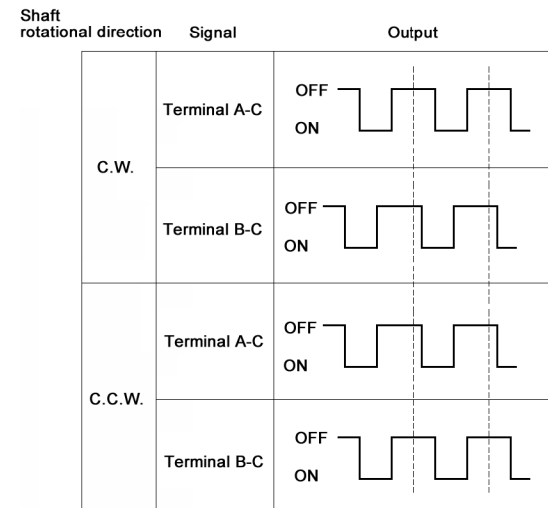 Shaft
rotational direction Signal Output
C.W.
Terminal A-C
OFF
ON
Terminal B-C
OFF
ON
C.C.W.
Terminal A-C
OFF
ON
Terminal B-C
OFF
ON